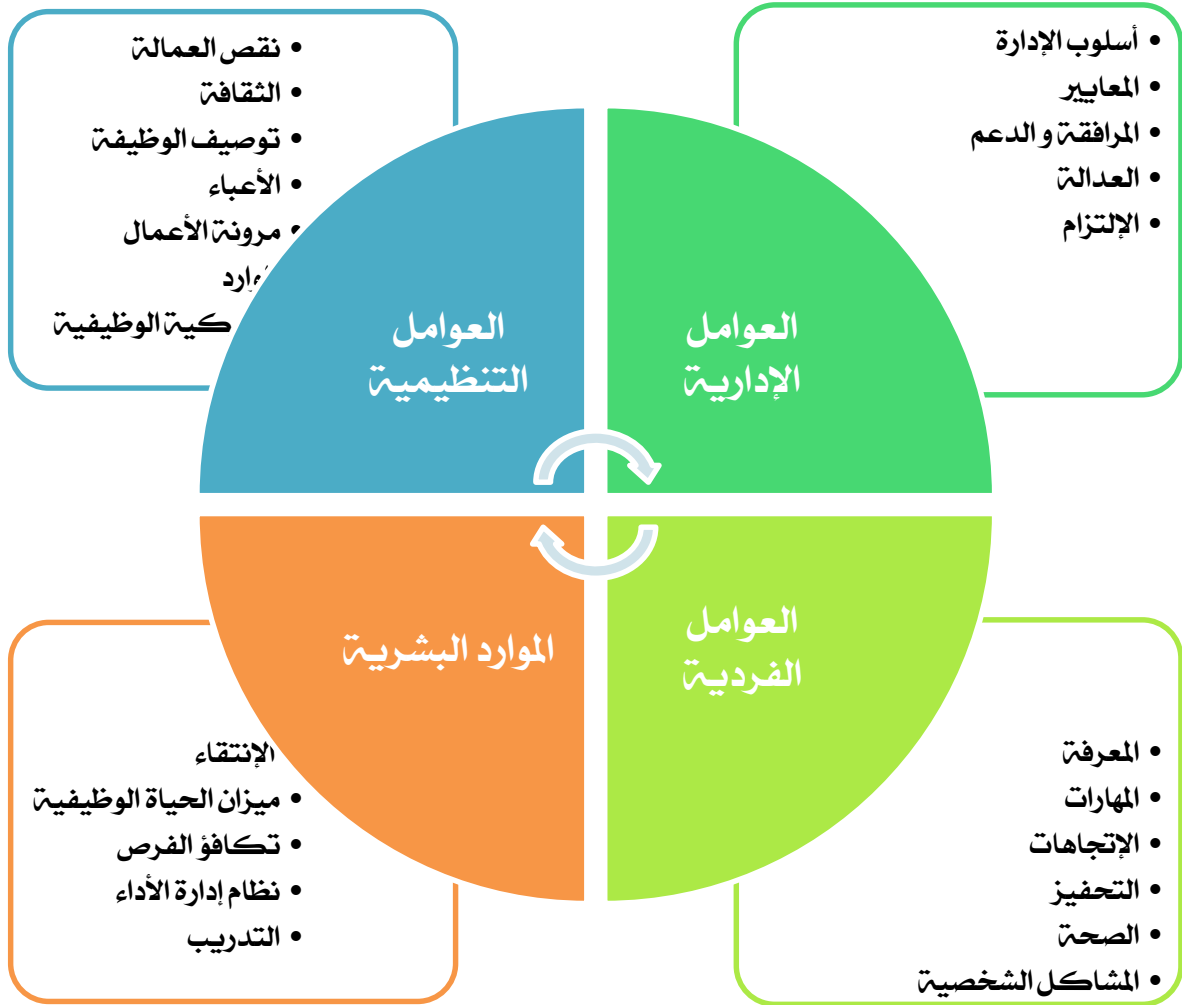 • أسلوب الإدارة
• المعايير
• المرافقة و الدعم
• العدالة
• الإلتزام
• نقص العمالة
• الثقافة
• توصيف الوظيفة
• الأعباء
• مرونة الأعمال
الوظيفية
العوامل
الإدارية
العوامل
التنظيمية
العوامل
الفردية
الموارد البشرية
• المعرفة
• المهارات
• الإتجاهات
• التحفيز
• الصحة
• المشاكل الشخصية
الإنتقاء
• ميزان الحياة الوظيفية
• تكافؤ الفرص
• نظام إدارة الأداء
• التدريب